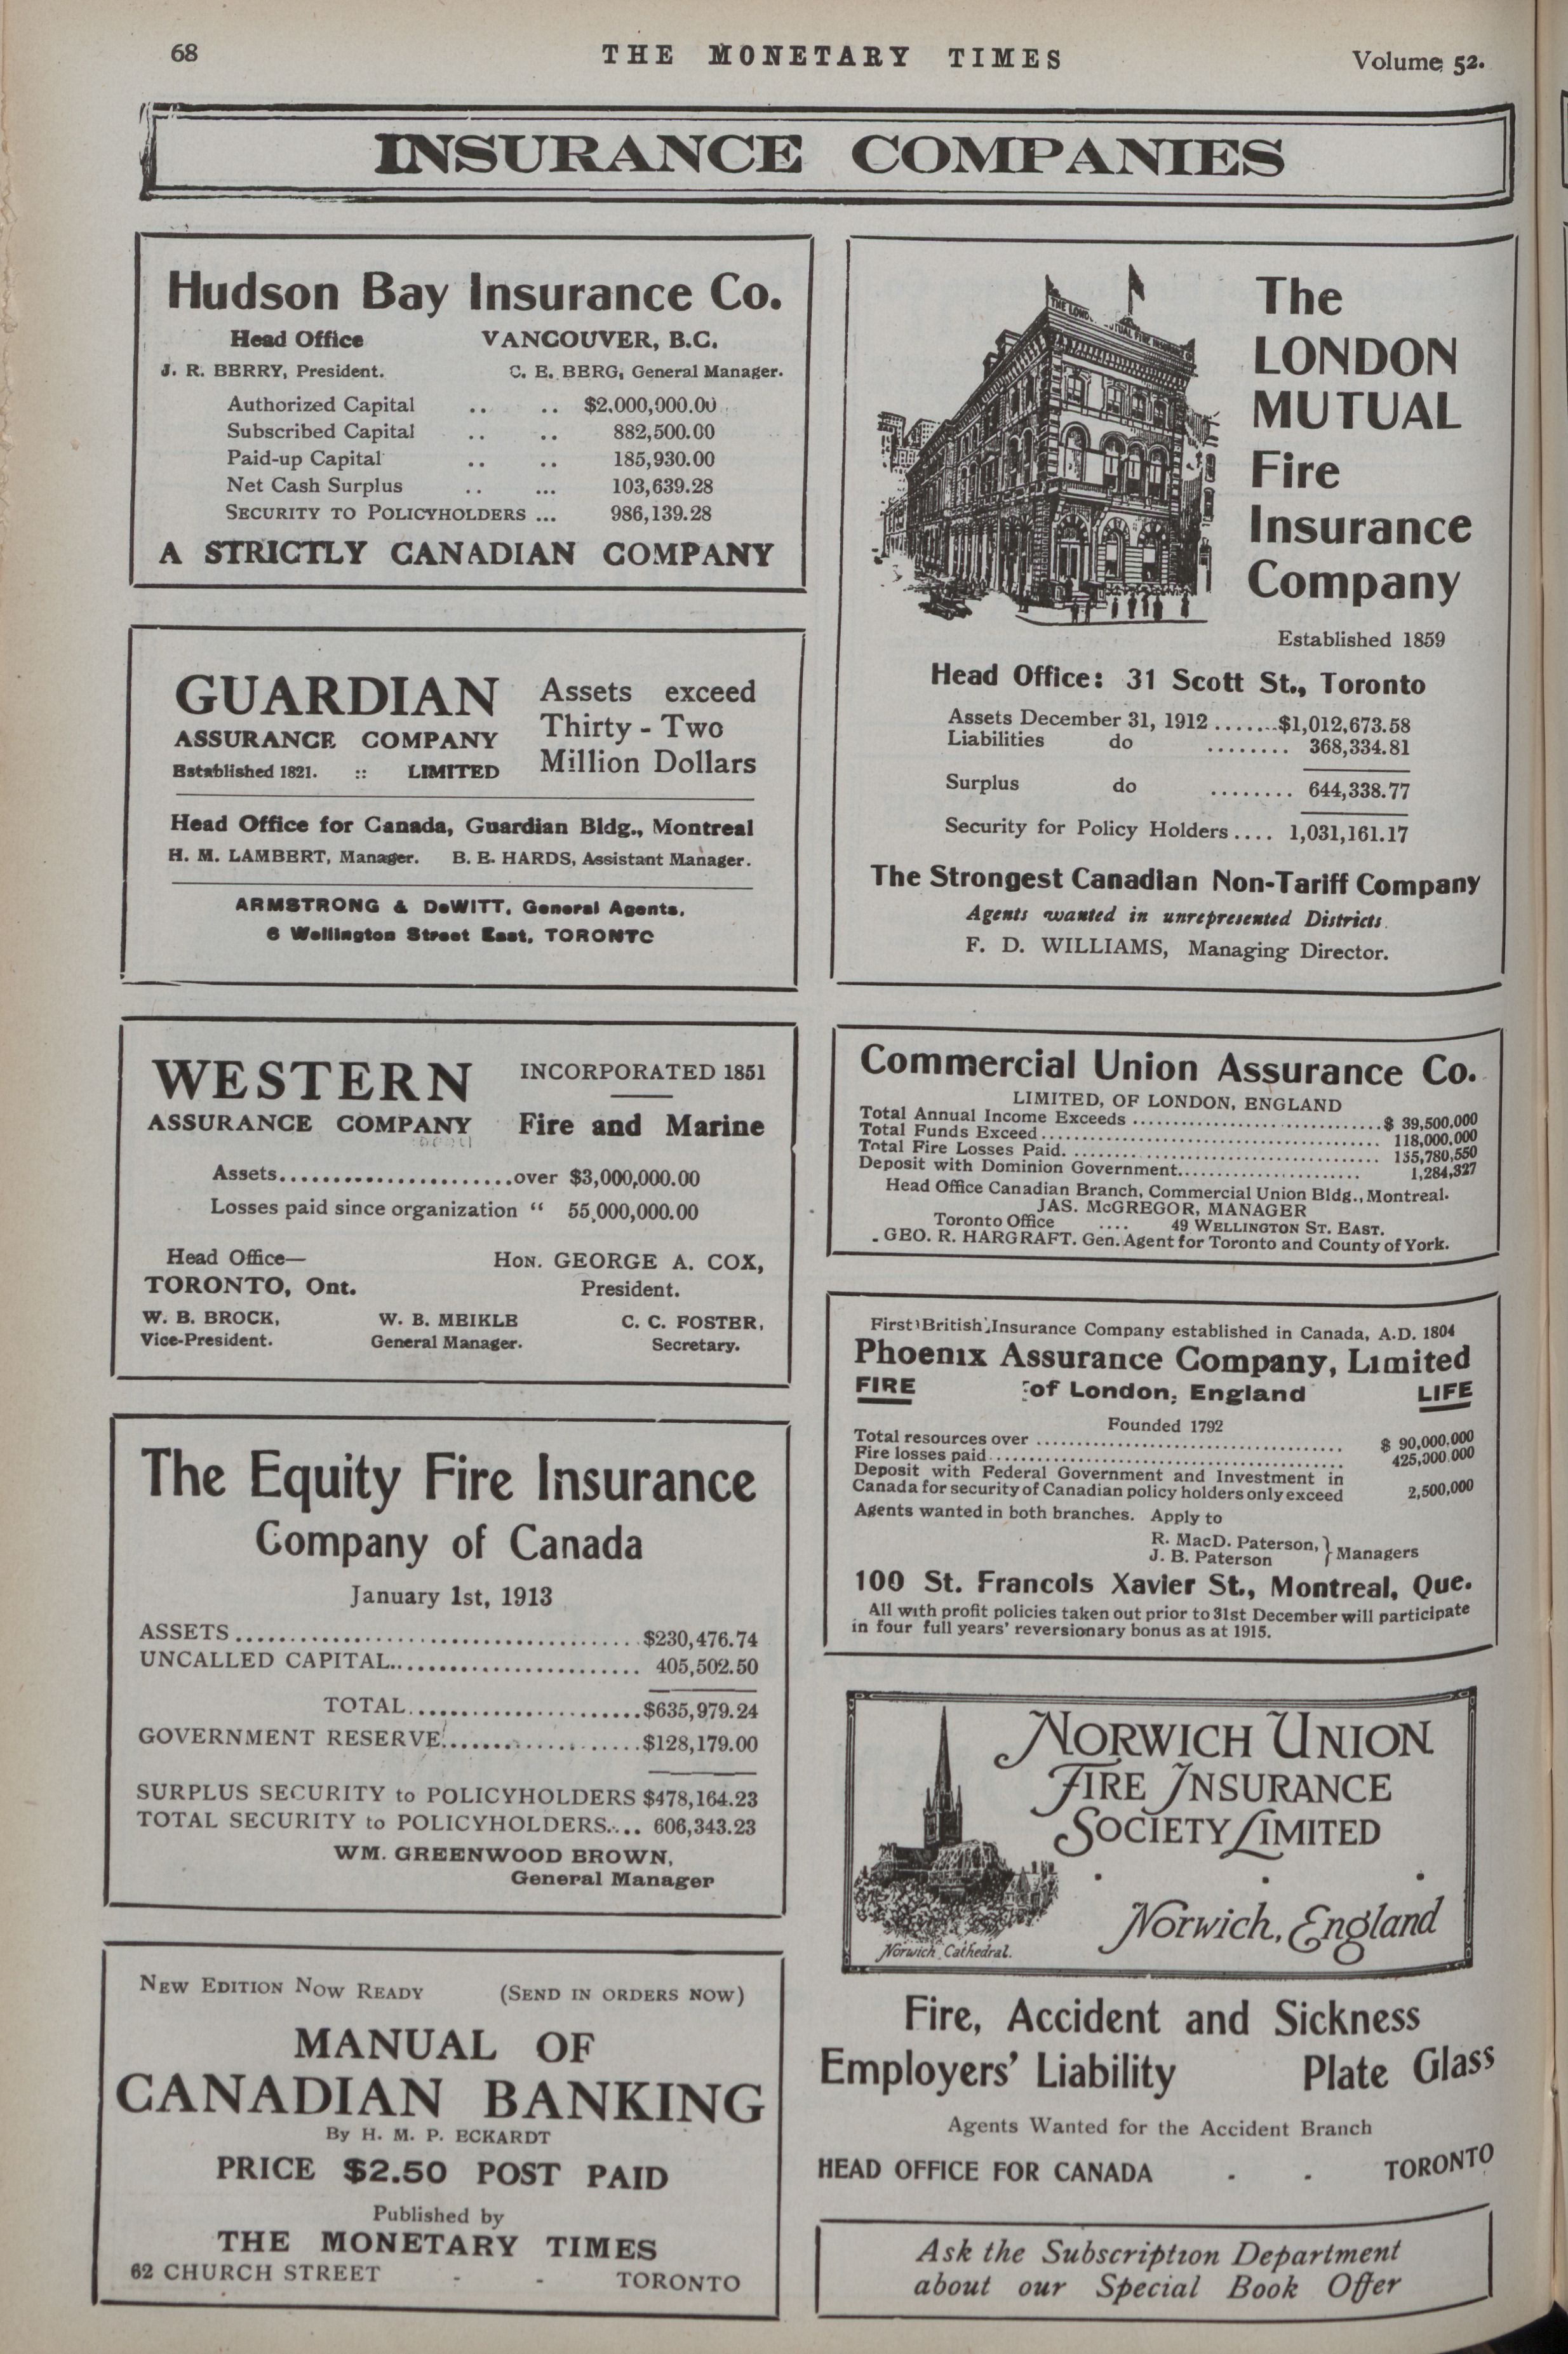 68
THE MONETARY TIMES
Volume 52.
INSURANCE COMPANIES
Hudson Bay Insurance Co.
Head Office VANCOUVER, B.C.
J. R. BERRY, President. C. E. BERG, General Manager.
Authorized Capital .. .. $2,000,000.00
Subscribed Capital .. .. 882,500.00
Paid-up Capital .. .. 185,930.00
Net Cash Surplus .. ... 103,639.28
SECURITY TO POLICYHOLDERS ... 986,139.28
A STRICTLY CANADIAN COMPANY
GUARDIAN
ASSURANCE COMPANY
Established 1821. :: LIMITED
Assets exceed
Thirty - Two
Million Dollars
Head Office for Canada, Guardian Bldg., Montreal
H. M. LAMBERT, Manager. B. E. HARDS, Assistant Manager.
ARMSTRONG & DeWITT, General Agents,
6 Wellington Street East, TORONTO
WESTERN
ASSURANCE COMPANY
INCORPORATED 1851
Fire and Marine
Assets......................over $3,000,000.00
Losses paid since organization “ 55,000,000.00
Head Office—
TORONTO, Ont.
HON. GEORGE A. COX,
President.
W. B. BROCK, W. B. MEIKLE C. C. FOSTER,
Vice-President. General Manager. Secretary.
The Equity Fire Insurance
Company of Canada
January 1st, 1913
ASSETS......................................$230,476.74
UNCALLED CAPITAL......................... 405,502.50
TOTAL.......................$635,979.24
GOVERNMENT RESERVE....................$128,179.00
SURPLUS SECURITY to POLICYHOLDERS $478,164.23
TOTAL SECURITY to POLICYHOLDERS.... 606,343.23
WM. GREENWOOD BROWN,
General Manager
NEW EDITION NOW READY (SEND IN ORDERS NOW)
MANUAL OF
CANADIAN BANKING
By H. M. P. ECKARDT
PRICE $2.50 POST PAID
Published by
THE MONETARY TIMES
62 CHURCH STREET - - TORONTO
The
LONDON
MUTUAL
Fire
Insurance
Company
Established 1859
Head Office: 31 Scott St., Toronto
Assets December 31, 1912.......$1,012,673.58
Liabilities do ........ 368,334.81
Surplus do ........ 644,338.77
Security for Policy Holders.... 1,031,161.17
The Strongest Canadian Non-Tariff Company
Agents wanted in unrepresented Districts.
F. D. WILLIAMS, Managing Director.
Commercial Union Assurance Co.
LIMITED, OF LONDON, ENGLAND
Total Annual Income Exceeds ..............................$ 39,500,000
Total Funds Exceed......................................... 118,000,000
Total Fire Losses Paid. ...................................... 155,780,550
Deposit with Dominion Government...................... 1,284,327
Head Office Canadian Branch, Commercial Union Bldg., Montreal.
JAS. McGREGOR, MANAGER
Toronto Office .... 49 WELLINGTON ST. EAST.
GEO. R. HARGRAFT. Gen. Agent for Toronto and County of York.
First British Insurance Company established in Canada, A.D. 1804
Phoenix Assurance Company, Limited
FIRE of London, England LIFE
Founded 1792
Total resources over ..................................... $ 90,000,000
Fire losses paid.......................................... 425,000,000
Deposit with Federal Government and Investment in
Canada for security of Canadian policy holders only exceed 2,500,000
Agents wanted in both branches. Apply to
R. MacD. Paterson,
J. B. Paterson } Managers
100 St. Francois Xavier St., Montreal, Que.
All with profit policies taken out prior to 31st December will participate
in four full years' reversionary bonus as at 1915.
NORWICH UNION
FIRE INSURANCE
SOCIETY LIMITED
Norwich, England
Norwich Cathedral.
Fire, Accident and Sickness
Employers' Liability Plate Glass
Agents Wanted for the Accident Branch
HEAD OFFICE FOR CANADA - - TORONTO
Ask the Subscription Department
about our Special Book Offer